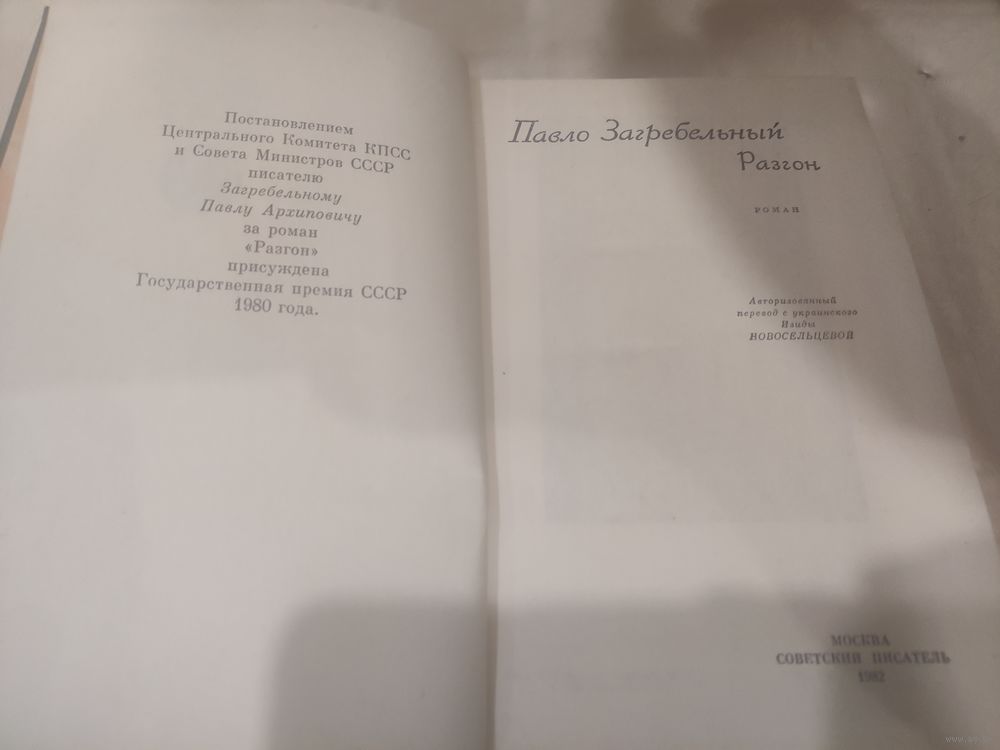 Постановлением
Центрального Комитета КПСС
и Совета Министров СССР
писателю
Загребельному
Павлу Архиповичу
за роман
«Разгон»
присуждена
Государственная премия СССР
1980 года.
Павло Загребельный
Разгон
РОМАН
Авторизованный
перевод с украинского
Изиды
НОВОСЕЛЬЦЕВОЙ
МОСКВА
СОВЕТСКИЙ ПИСАТЕЛЬ
1982